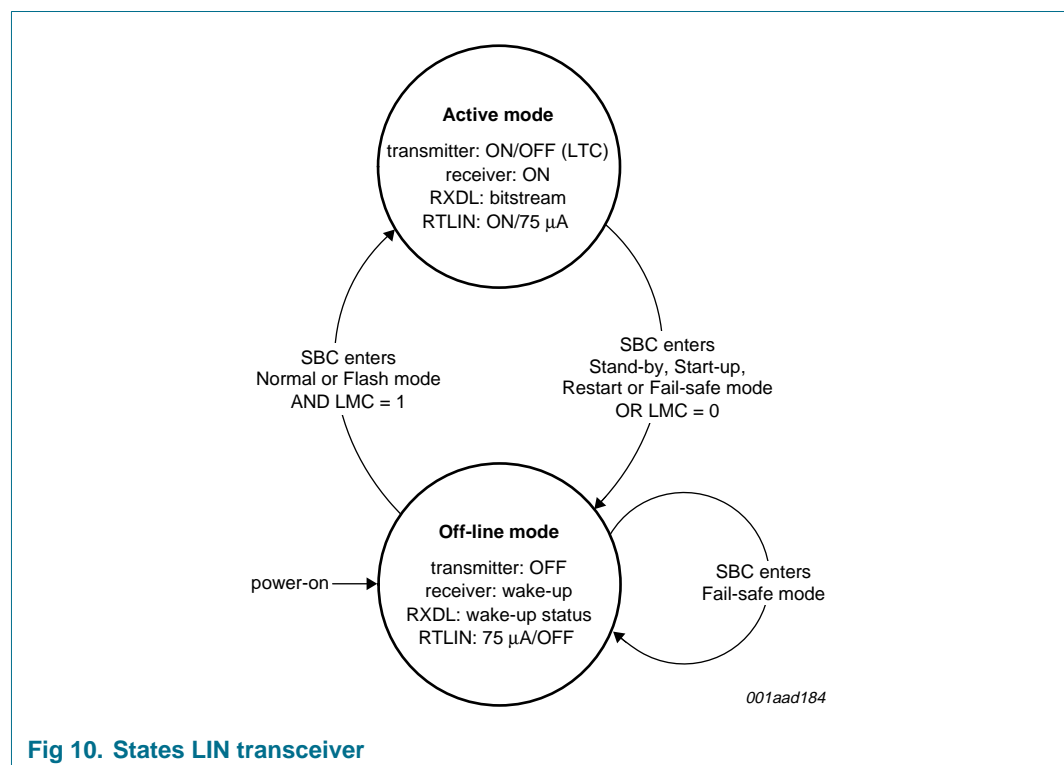 Active mode
transmitter: ON/OFF (LTC)
receiver: ON
RXDL: bitstream
RTLIN: ON/75 μA
SBC enters
Normal or Flash mode
AND LMC = 1
SBC enters
Stand-by, Start-up,
Restart or Fail-safe mode
OR LMC = 0
Off-line mode
transmitter: OFF
receiver: wake-up
RXDL: wake-up status
RTLIN: 75 μA/OFF
power-on
SBC enters
Fail-safe mode
001aad184
Fig 10. States LIN transceiver